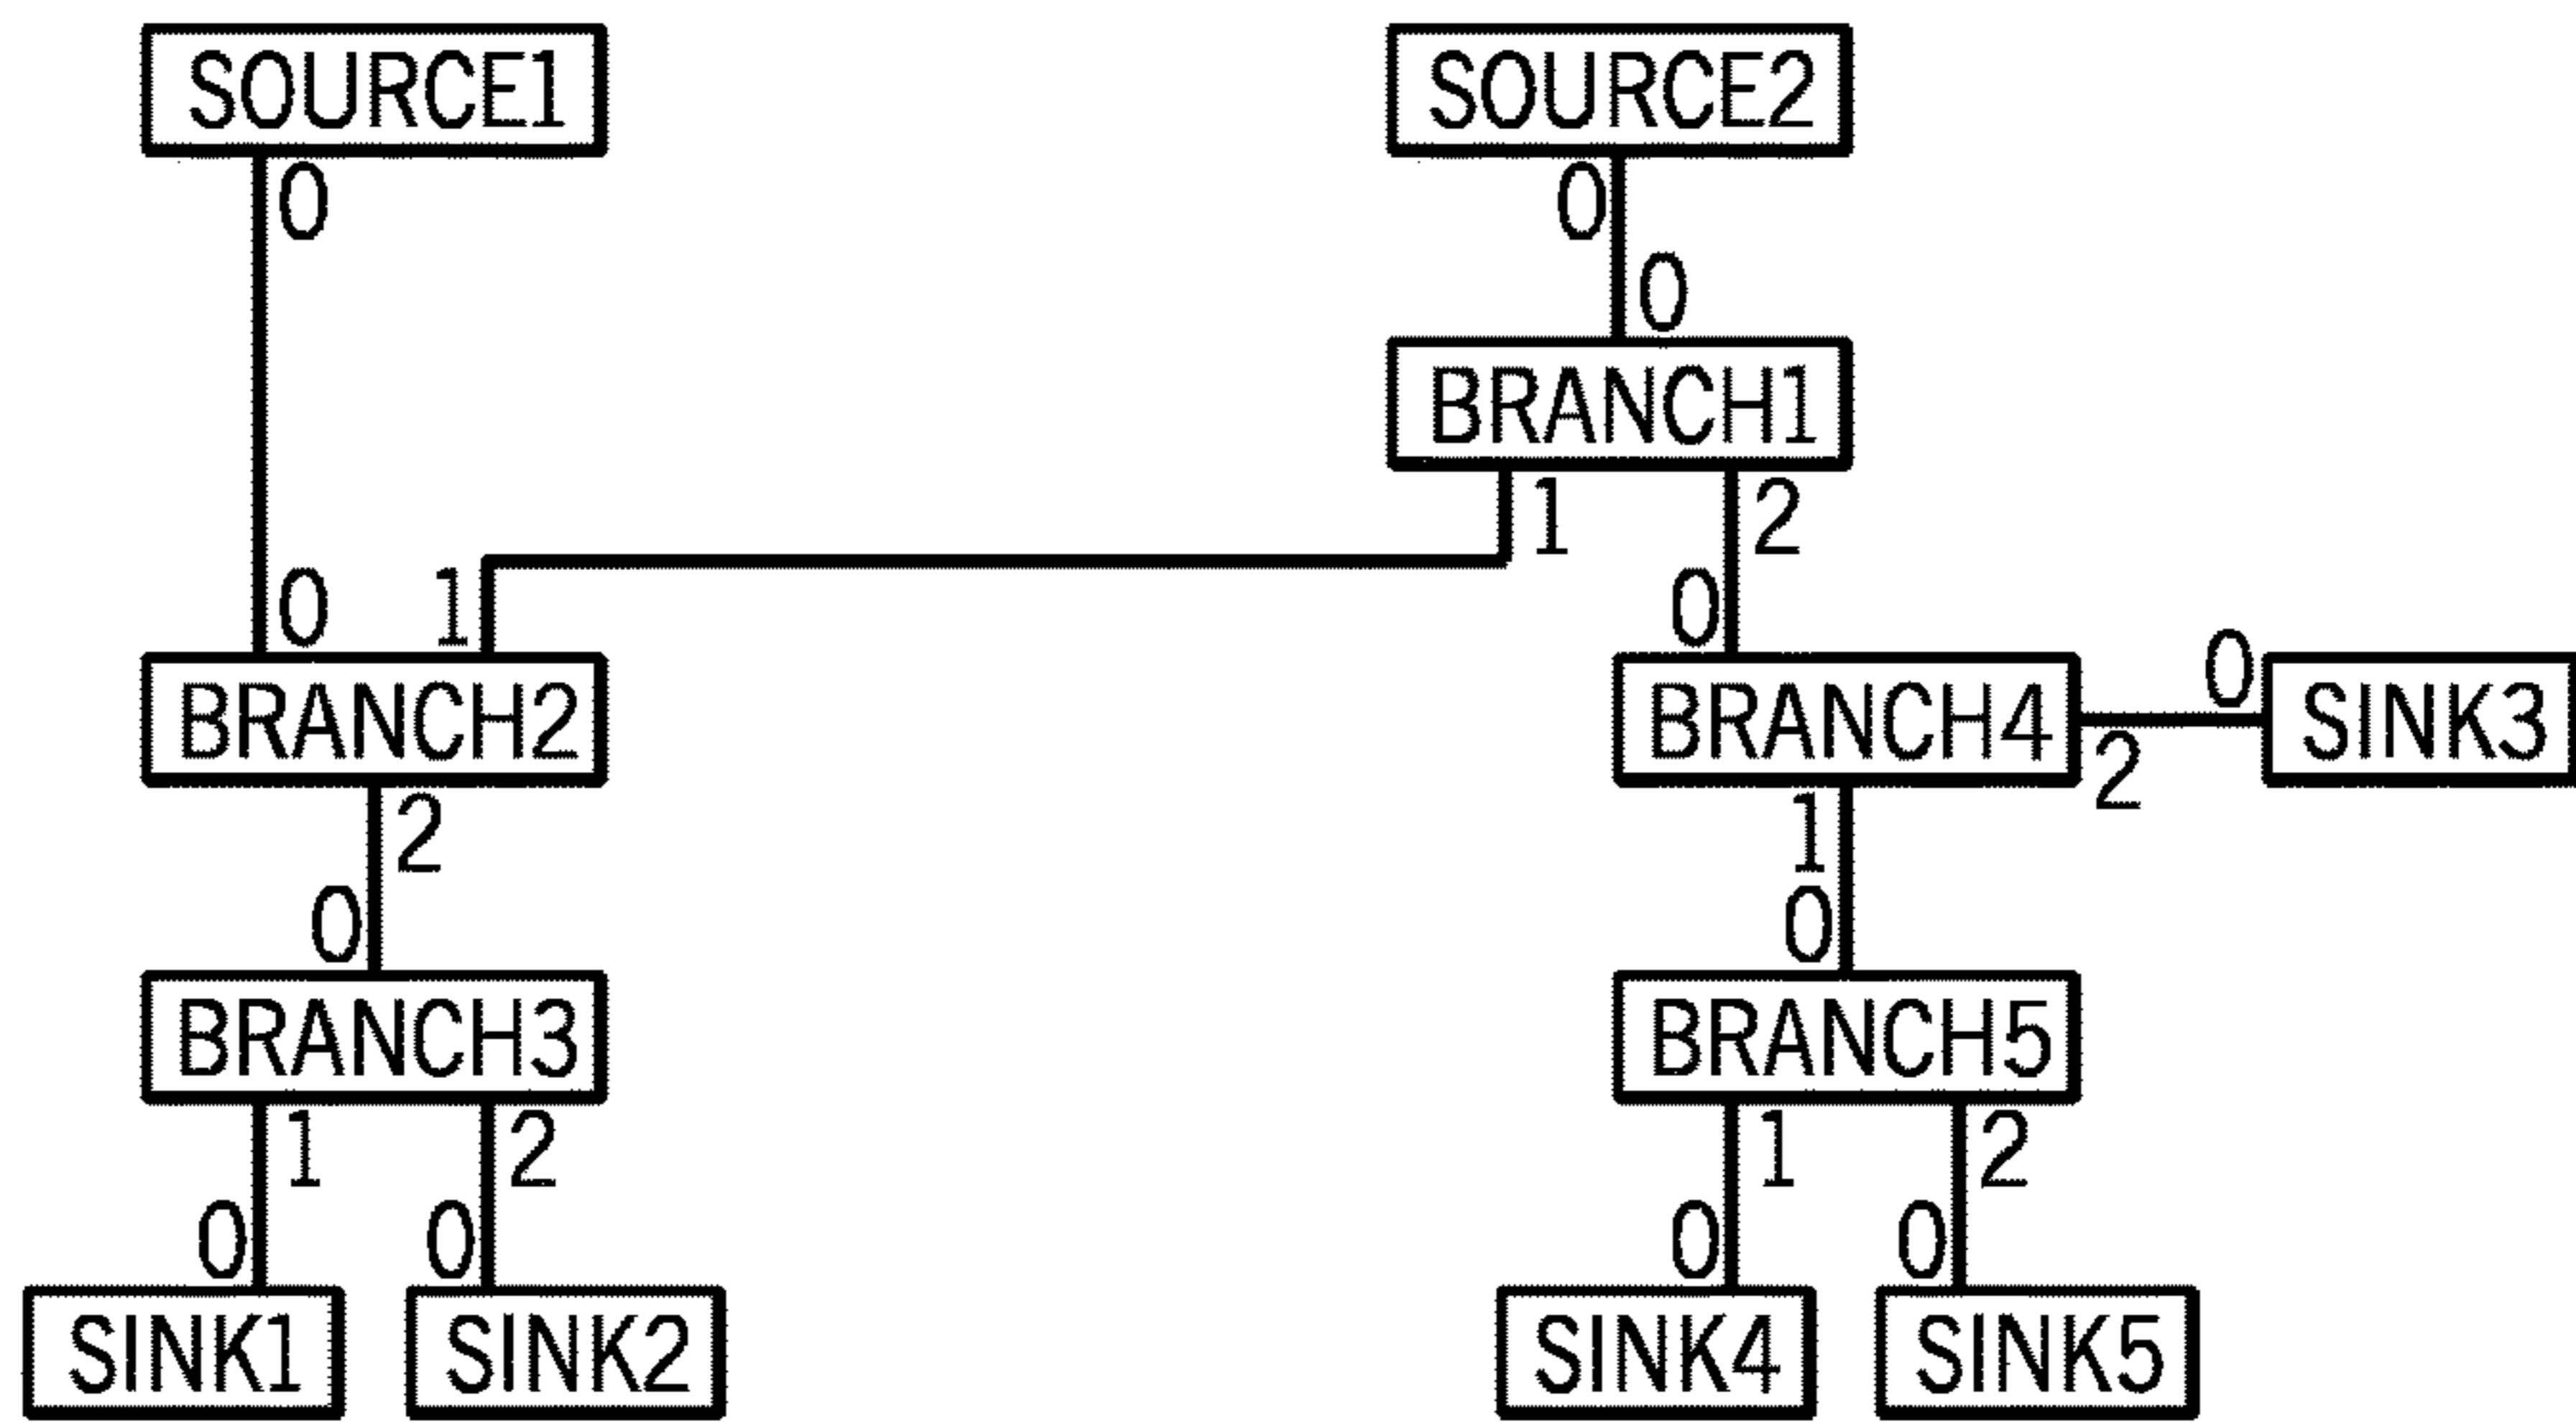 SOURCE1 SOURCE2
0 0
0
BRANCH1
1 2
0 1 0
BRANCH2 BRANCH4 0 SINK3
2
2 1
0 0
BRANCH3 BRANCH5
1 2 1 2
0 0 0 0
SINK1 SINK2 SINK4 SINK5